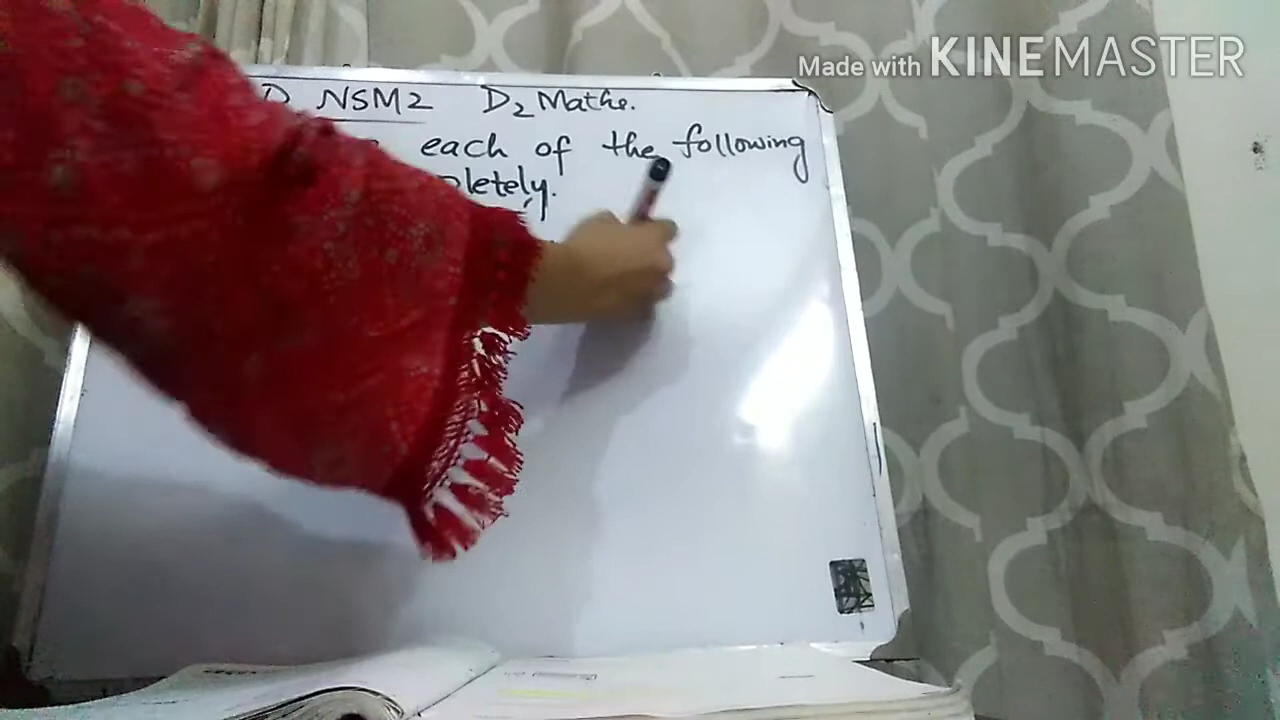 Made with KINEMASTER
D NSM2 D2 Maths.
each of the following
pletely.